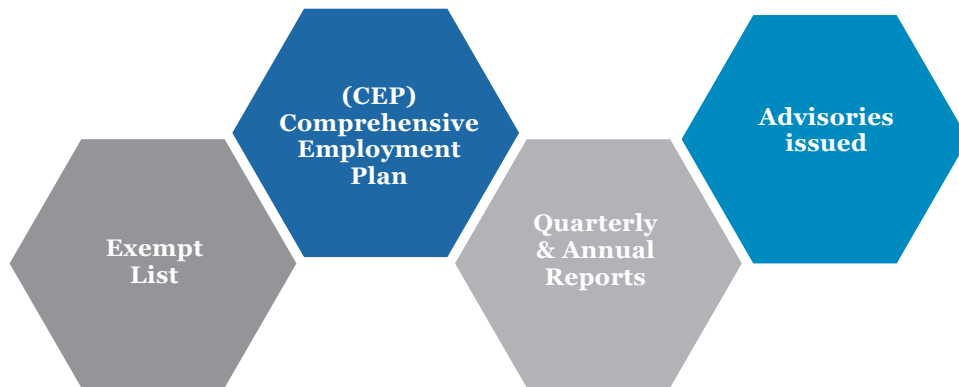 Exempt
List
(CEP)
Comprehensive
Employment
Plan
Quarterly
& Annual
Reports
Advisories
issued